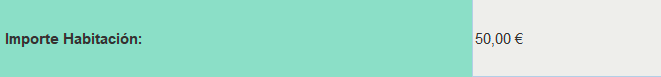 Importe Habitación: 50,00 €